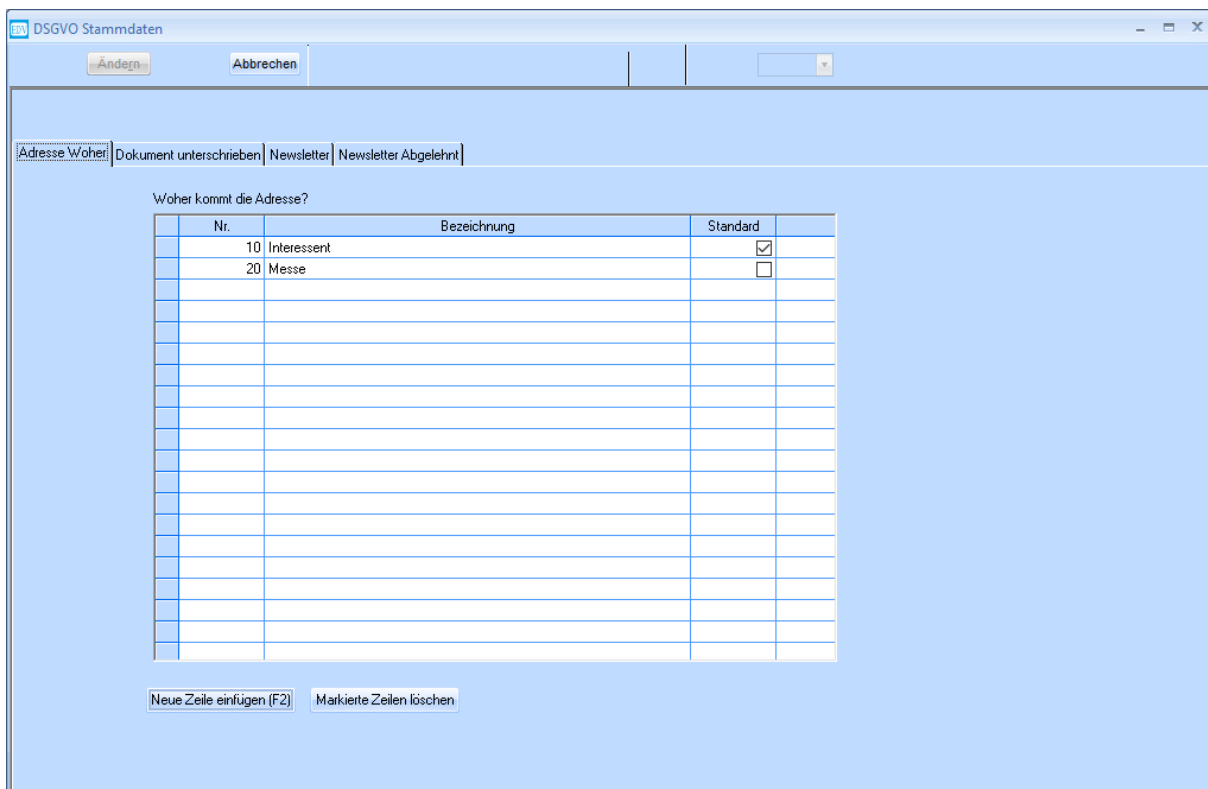 EDV DSGVO Stammdaten
Ändern Abbrechen
Adresse Woher Dokument unterschrieben Newsletter Newsletter Abgelehnt
Woher kommt die Adresse?
Nr. Bezeichnung Standard
10 Interessent
20 Messe
Neue Zeile einfügen (F2) Markierte Zeilen löschen